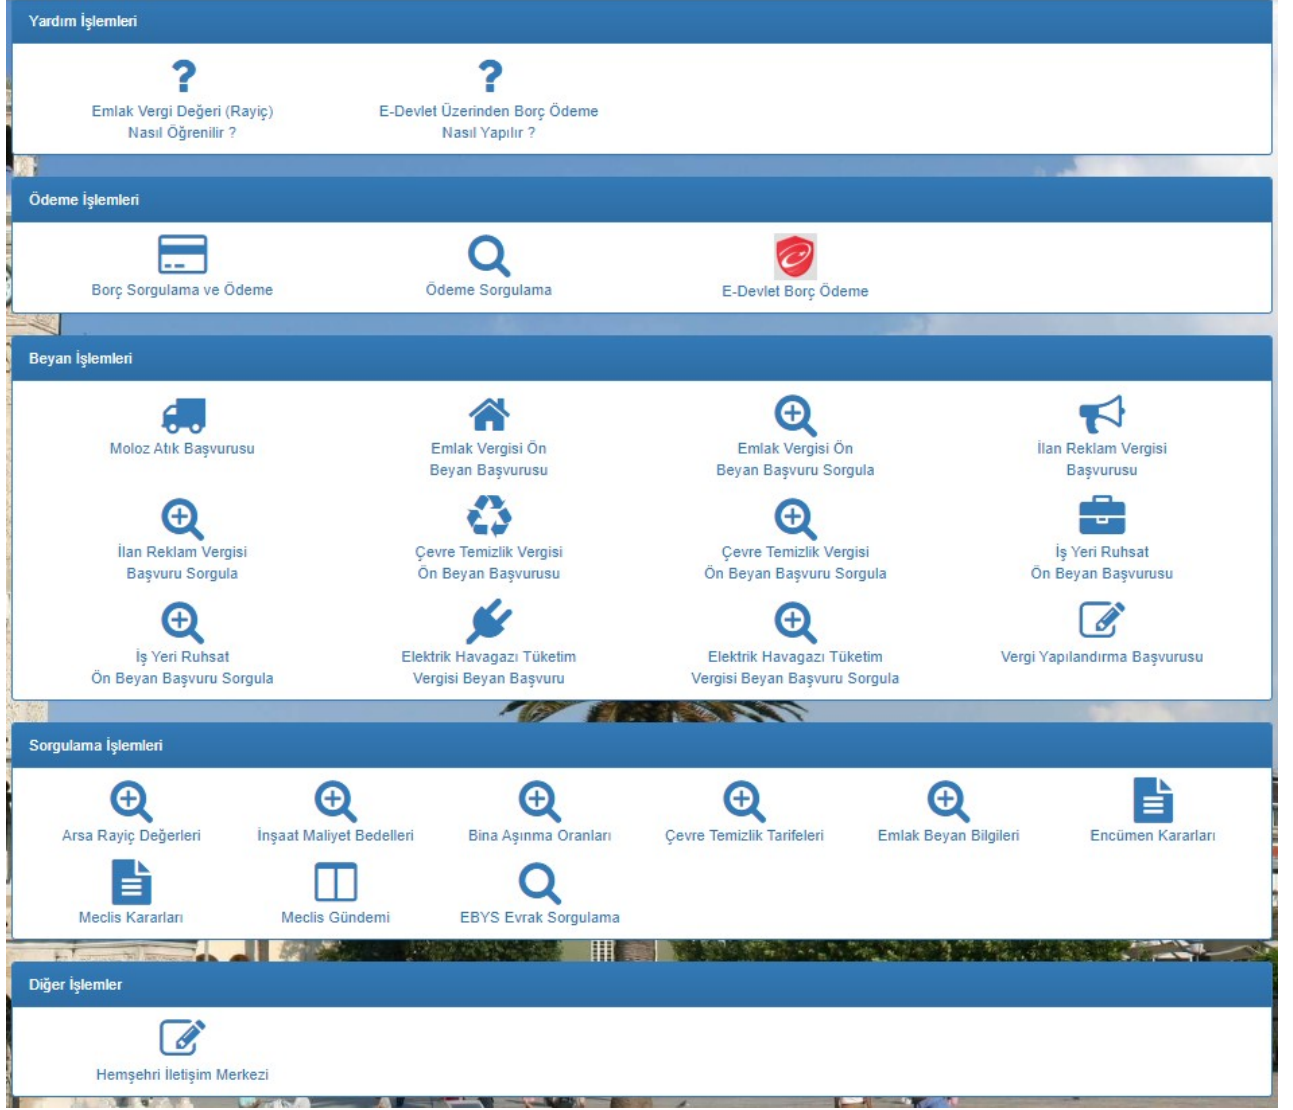 Yardım İşlemleri
Emlak Vergi Değeri (Rayiç)
Nasıl Öğrenilir ?
E-Devlet Üzerinden Borç Ödeme
Nasıl Yapılır ?
Ödeme İşlemleri
Borç Sorgulama ve Ödeme
Ödeme Sorgulama
E-Devlet Borç Ödeme
Beyan İşlemleri
Moloz Atık Başvurusu
Emlak Vergisi Ön
Beyan Başvurusu
Emlak Vergisi Ön
Beyan Başvuru Sorgula
İlan Reklam Vergisi
Başvurusu
İlan Reklam Vergisi
Başvuru Sorgula
Çevre Temizlik Vergisi
Ön Beyan Başvurusu
Çevre Temizlik Vergisi
Ön Beyan Başvuru Sorgula
İş Yeri Ruhsat
Ön Beyan Başvurusu
İş Yeri Ruhsat
Ön Beyan Başvuru Sorgula
Elektrik Havagazı Tüketim
Vergisi Beyan Başvuru
Elektrik Havagazı Tüketim
Vergisi Beyan Başvuru Sorgula
Vergi Yapılandırma Başvurusu
Sorgulama İşlemleri
Arsa Rayiç Değerleri
İnşaat Maliyet Bedelleri
Bina Aşınma Oranları
Çevre Temizlik Tarifeleri
Emlak Beyan Bilgileri
Encümen Kararları
Meclis Kararları
Meclis Gündemi
EBYS Evrak Sorgulama
Diğer İşlemler
Hemşehri İletişim Merkezi